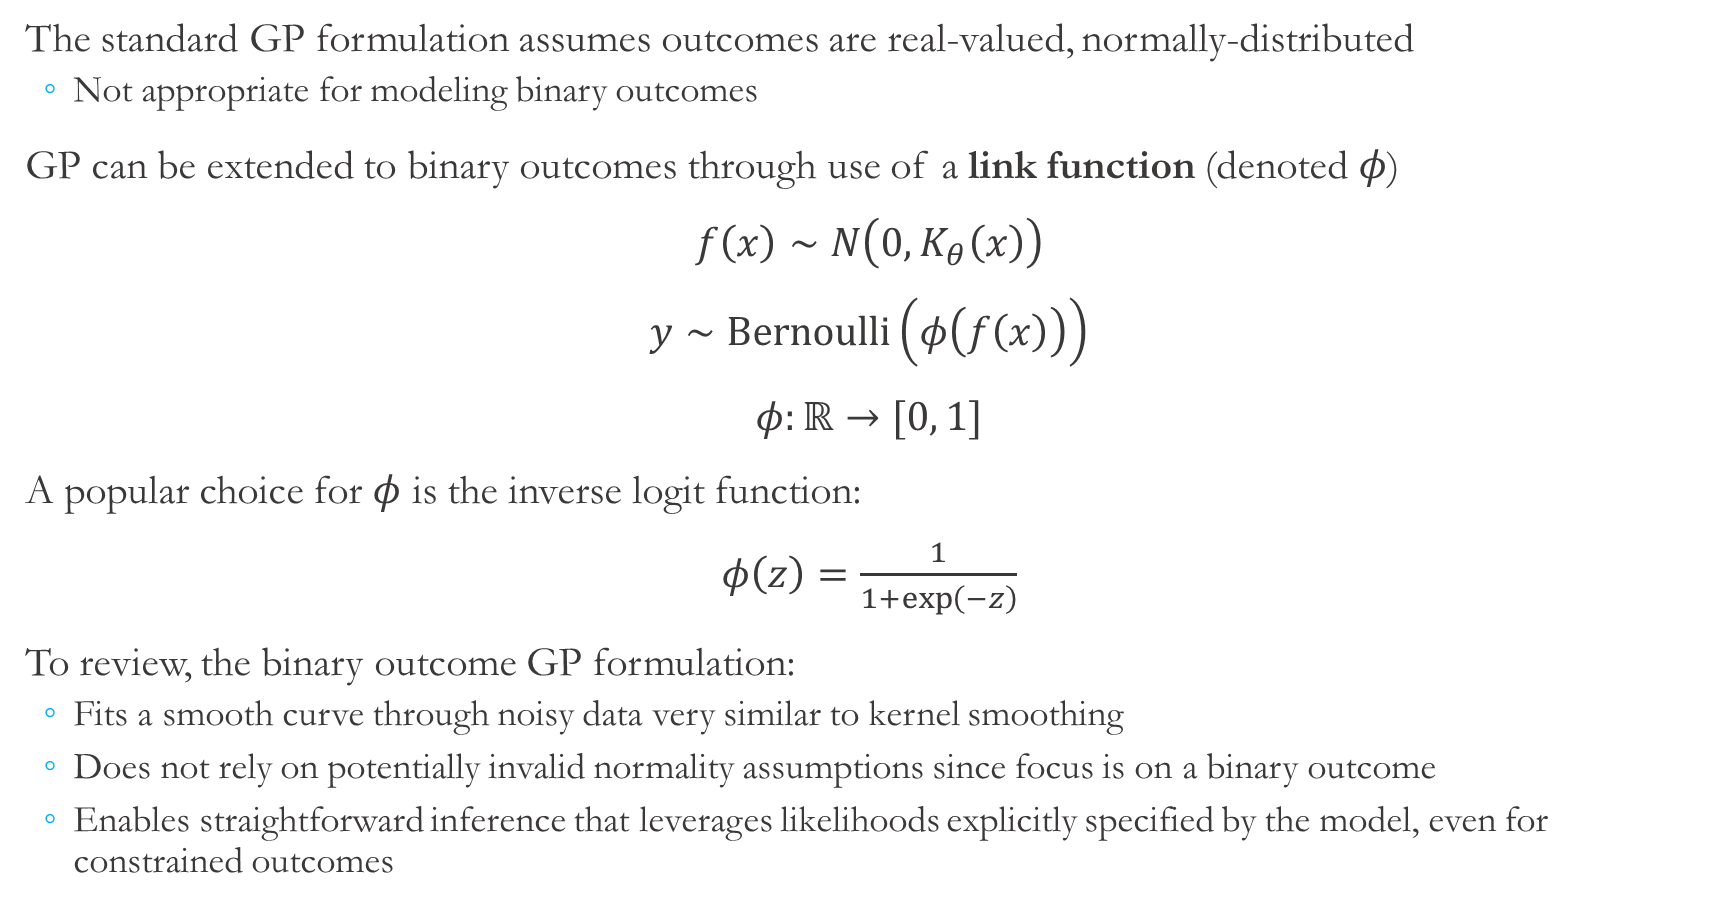 The standard GP formulation assumes outcomes are real-valued, normally-distributed
◦ Not appropriate for modeling binary outcomes
GP can be extended to binary outcomes through use of a link function (denoted ϕ)
f(x) ~ N(0, K_θ(x))
y ~ Bernoulli(ϕ(f(x)))
ϕ: ℝ → [0, 1]
A popular choice for ϕ is the inverse logit function:
ϕ(z) = 1/(1+exp(−z))
To review, the binary outcome GP formulation:
◦ Fits a smooth curve through noisy data very similar to kernel smoothing
◦ Does not rely on potentially invalid normality assumptions since focus is on a binary outcome
◦ Enables straightforward inference that leverages likelihoods explicitly specified by the model, even for
constrained outcomes